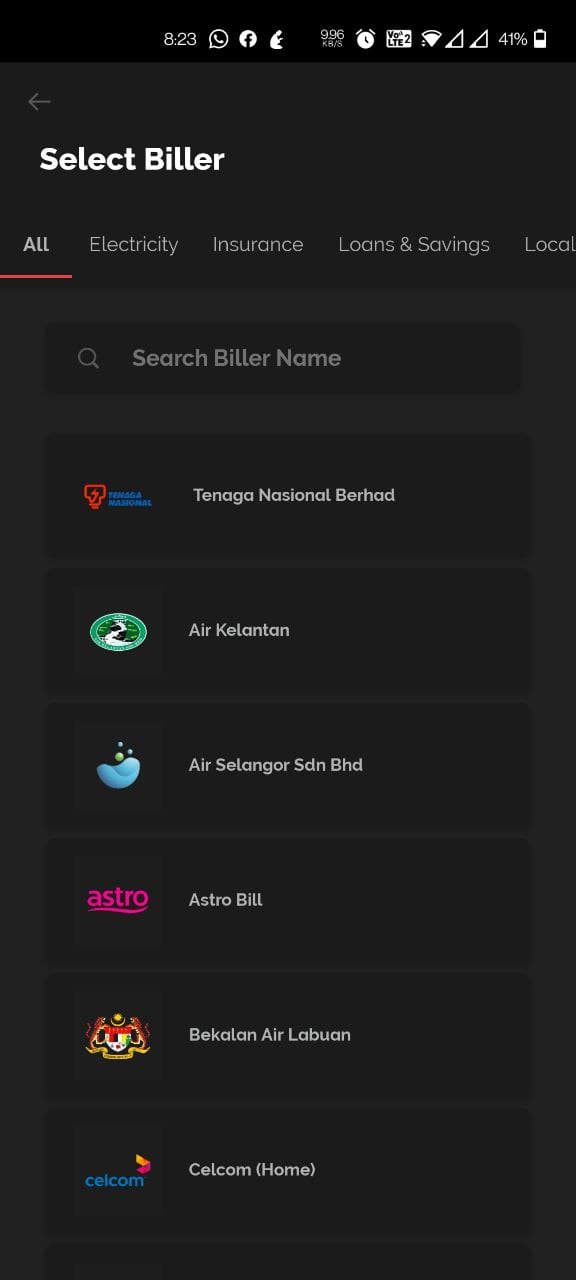 8:23
9.96
KB/S
Vo))
LTE 2
41%
Select Biller
All Electricity Insurance Loans & Savings Local
Search Biller Name
TENAGA
NASIONAL
Tenaga Nasional Berhad
Air Kelantan
Air Selangor Sdn Bhd
astro
Astro Bill
Bekalan Air Labuan
celcom
Celcom (Home)